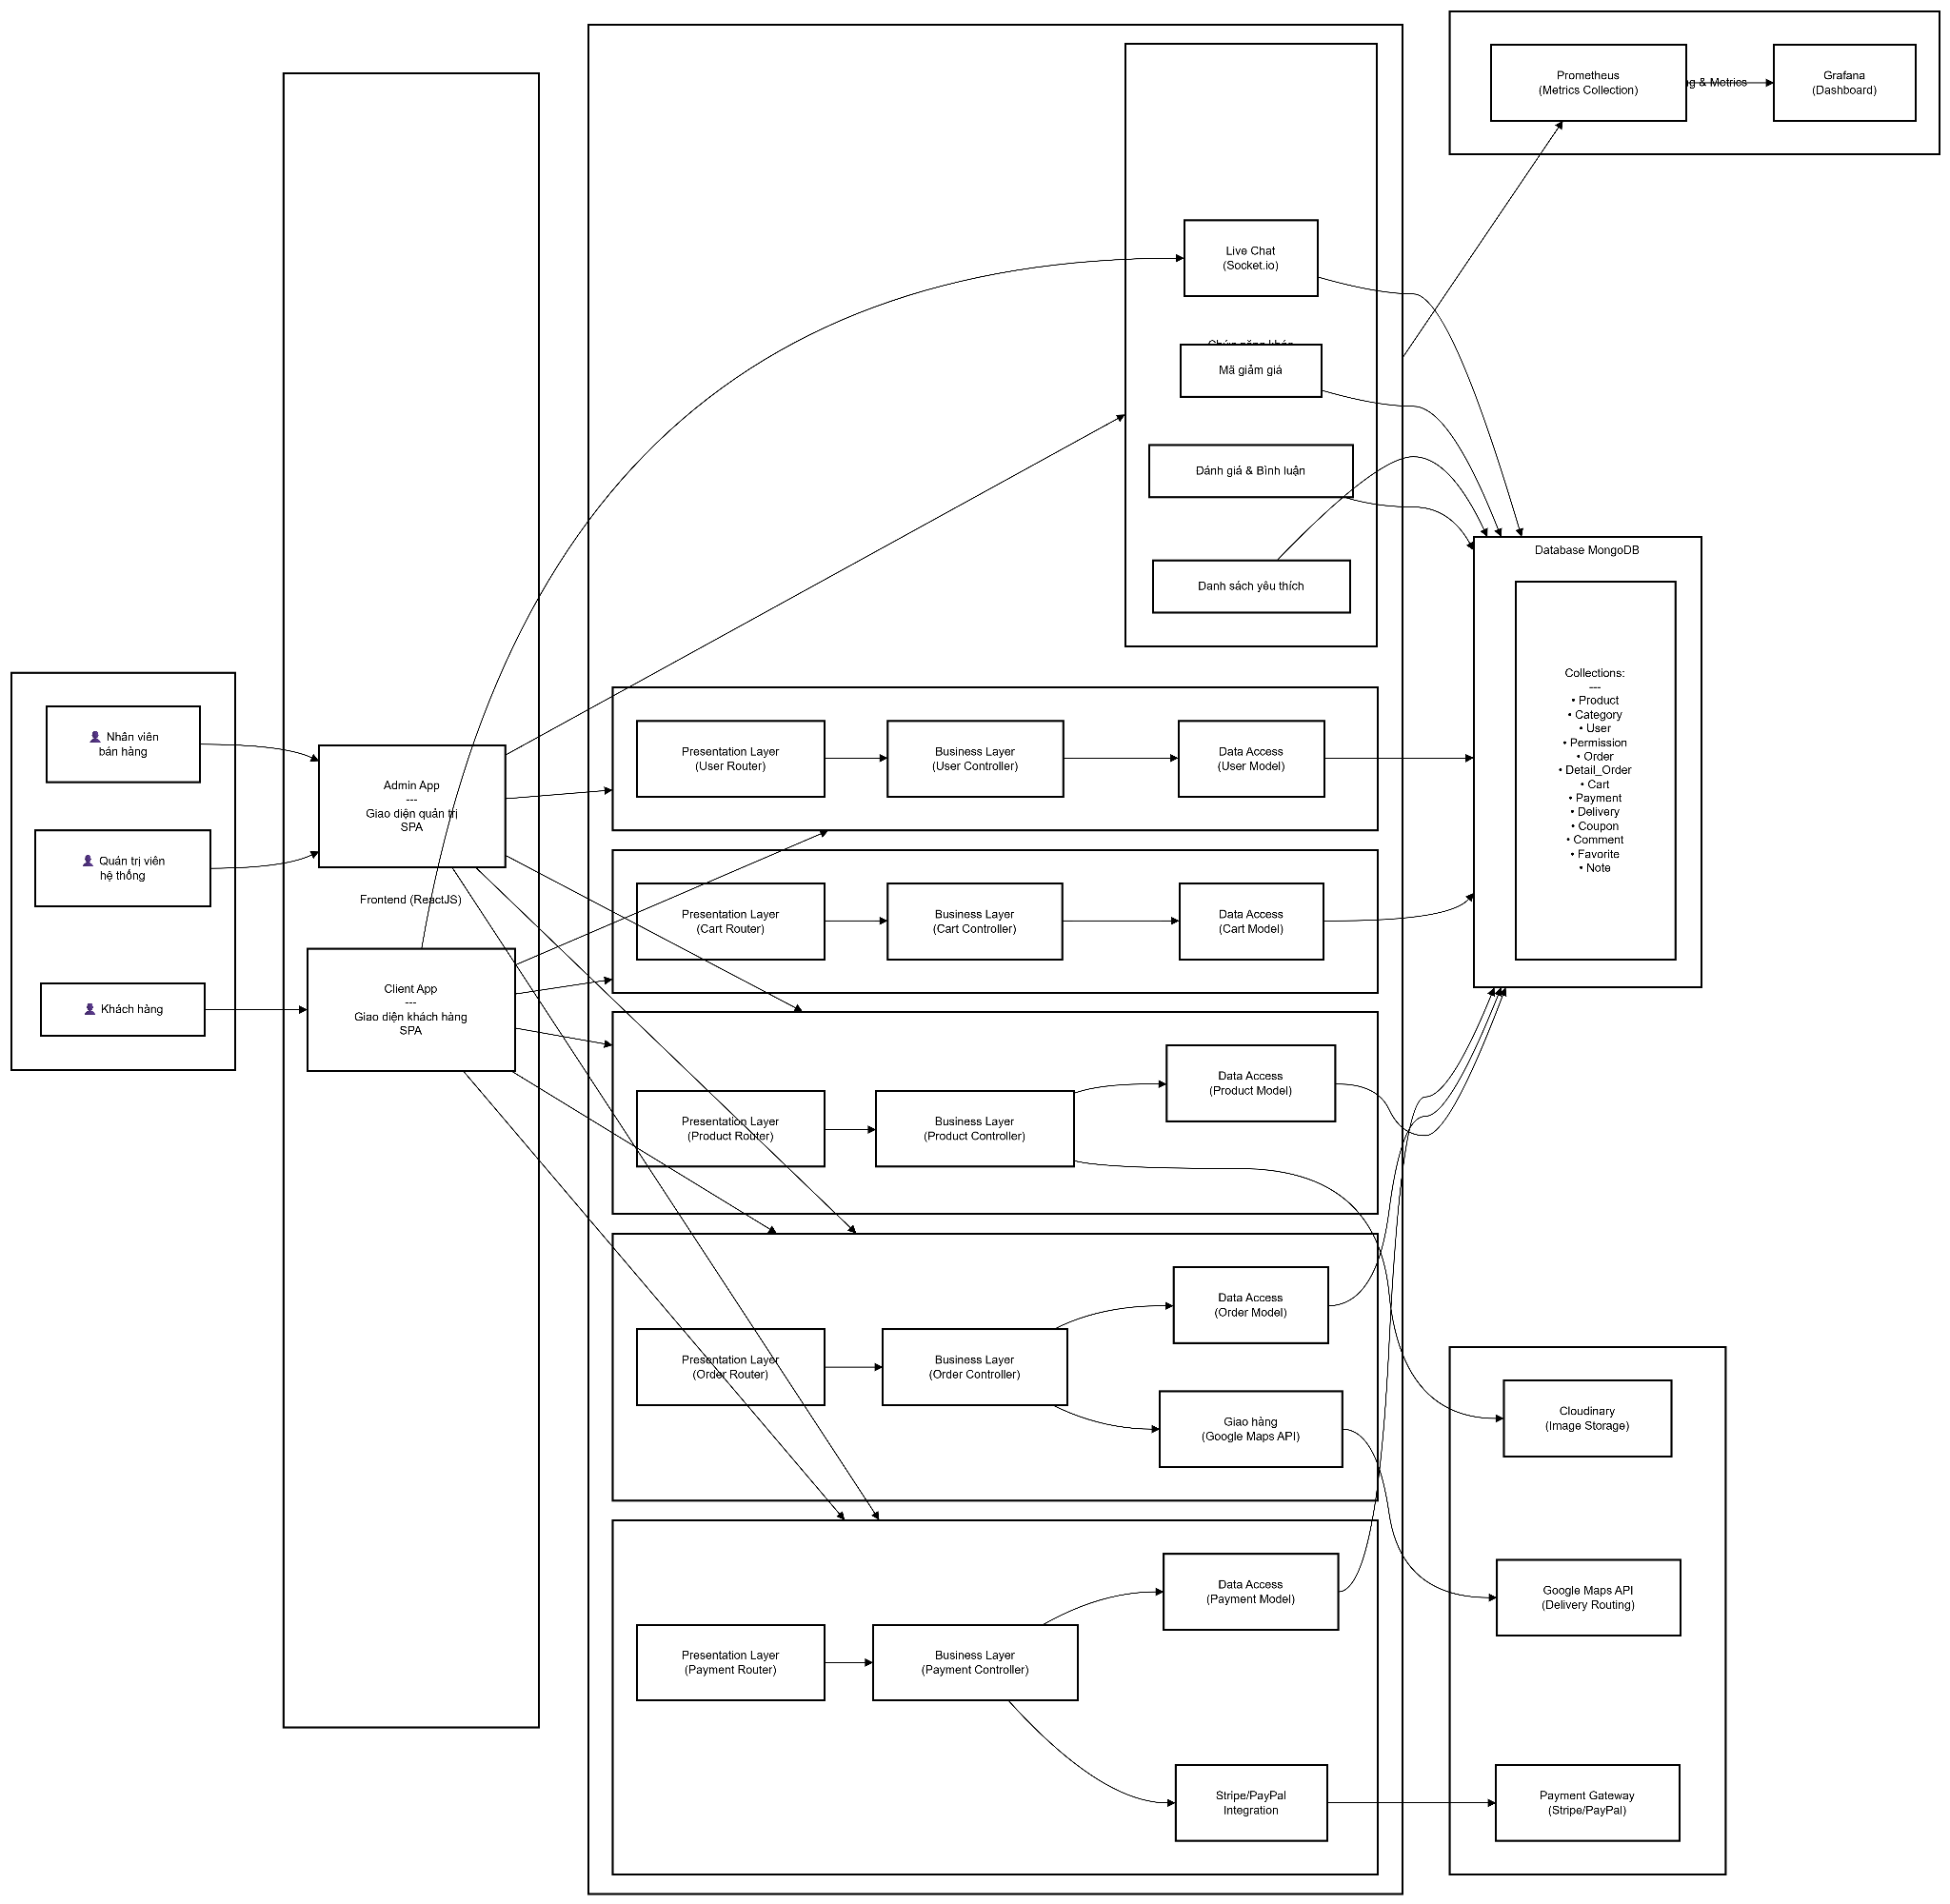 Prometheus
(Metrics Collection)
g & Metrics
Grafana
(Dashboard)
Live Chat
(Socket.io)
Mã giảm giá
Dánh giá & Bình luận
Danh sách yêu thích
Database MongoDB
Collections:
---
• Product
• Category
• User
• Permission
• Order
• Detail_Order
• Cart
• Payment
• Delivery
• Coupon
• Comment
• Favorite
• Note
Nhân viên
bán hàng
Quản trị viên
hệ thống
Khách hàng
Admin App
---
Giao diện quản trị
SPA
Frontend (ReactJS)
Client App
---
Giao diện khách hàng
SPA
Presentation Layer
(User Router)
Business Layer
(User Controller)
Data Access
(User Model)
Presentation Layer
(Cart Router)
Business Layer
(Cart Controller)
Data Access
(Cart Model)
Presentation Layer
(Product Router)
Business Layer
(Product Controller)
Data Access
(Product Model)
Presentation Layer
(Order Router)
Business Layer
(Order Controller)
Data Access
(Order Model)
Giao hàng
(Google Maps API)
Presentation Layer
(Payment Router)
Business Layer
(Payment Controller)
Data Access
(Payment Model)
Stripe/PayPal
Integration
Cloudinary
(Image Storage)
Google Maps API
(Delivery Routing)
Payment Gateway
(Stripe/PayPal)